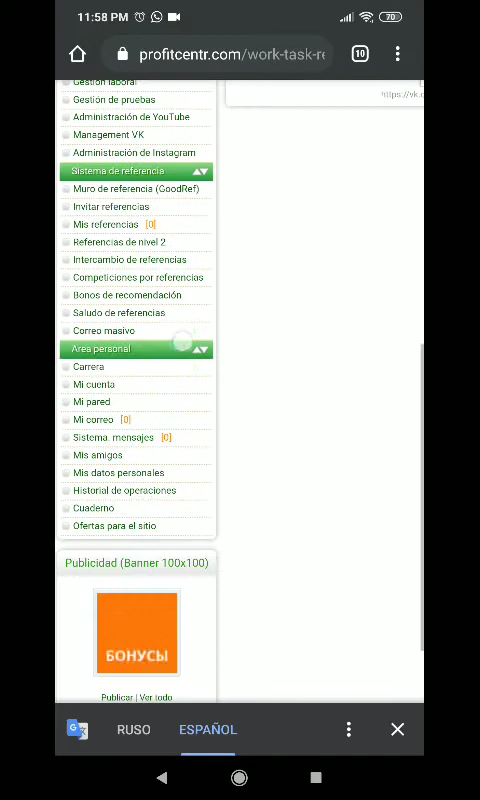 11:58 PM
70
profitcentr.com/work-task-re
10
Gestión laboral
https://vk.c
Gestión de pruebas
Administración de YouTube
Management VK
Administración de Instagram
Sistema de referencia
Muro de referencia (GoodRef)
Invitar referencias
Mis referencias [0]
Referencias de nivel 2
Intercambio de referencias
Competiciones por referencias
Bonos de recomendación
Saludo de referencias
Correo masivo
Area personal
Carrera
Mi cuenta
Mi pared
Mi correo [0]
Sistema. mensajes [0]
Mis amigos
Mis datos personales
Historial de operaciones
Cuaderno
Ofertas para el sitio
Publicidad (Banner 100x100)
БОНУСЫ
Publicar | Ver todo
RUSO ESPAÑOL